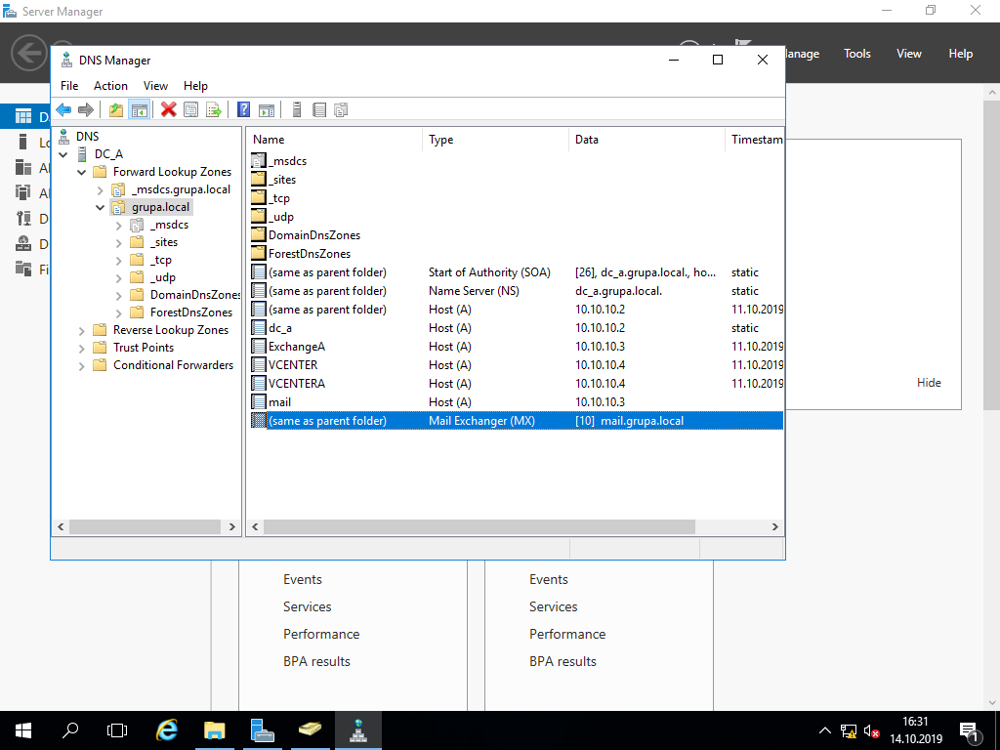 Server Manager
DNS Manager
Manage Tools View Help
File Action View Help
DNS
DC_A
Forward Lookup Zones
_msdcs.grupa.local
grupa.local
_msdcs
_sites
_tcp
_udp
DomainDnsZones
ForestDnsZones
Reverse Lookup Zones
Trust Points
Conditional Forwarders
Name Type Data Timestam
_msdcs
_sites
_tcp
_udp
DomainDnsZones
ForestDnsZones
(same as parent folder) Start of Authority (SOA) [26], dc_a.grupa.local., ho... static
(same as parent folder) Name Server (NS) dc_a.grupa.local. static
(same as parent folder) Host (A) 10.10.10.2 11.10.2019
dc_a Host (A) 10.10.10.2 static
ExchangeA Host (A) 10.10.10.3 11.10.2019
VCENTER Host (A) 10.10.10.4 11.10.2019
VCENTERA Host (A) 10.10.10.4 11.10.2019
mail Host (A) 10.10.10.3
(same as parent folder) Mail Exchanger (MX) [10] mail.grupa.local
Hide
Events Events
Services Services
Performance Performance
BPA results BPA results
16:31
14.10.2019
1